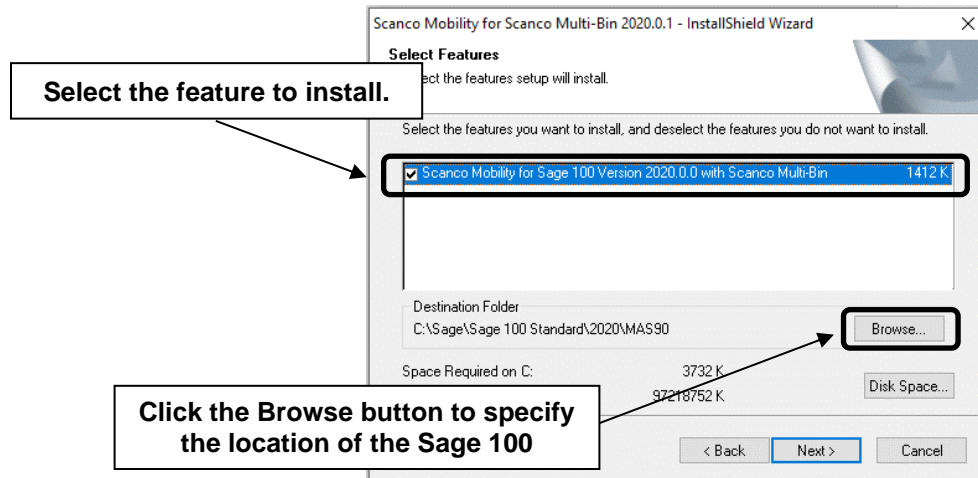 Scanco Mobility for Scanco Multi-Bin 2020.0.1 - InstallShield Wizard
Select Features
ect the features setup will install.
Select the feature to install.
Select the features you want to install, and deselect the features you do not want to install.
Scanco Mobility for Sage 100 Version 2020.0.0 with Scanco Multi-Bin 1412 K
Destination Folder
C:\Sage\Sage 100 Standard\2020\MAS90 Browse...
Space Required on C: 3732 K
97218752 K Disk Space...
Click the Browse button to specify
the location of the Sage 100
< Back Next > Cancel